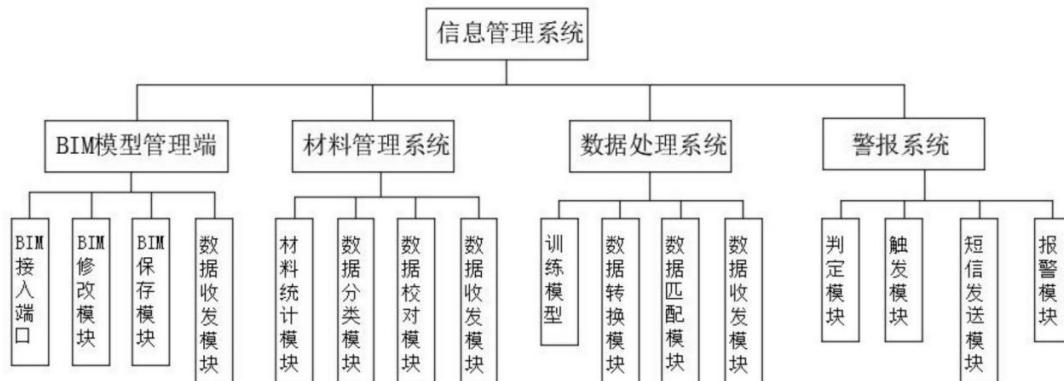 信息管理系统
BIM模型管理端
材料管理系统
数据处理系统
警报系统
BIM接入端口
BIM修改模块
BIM保存模块
数据收发模块
材料统计模块
数据分类模块
数据校对模块
数据收发模块
训练模型
数据转换模块
数据匹配模块
数据收发模块
判定模块
触发模块
短信发送模块
报警模块